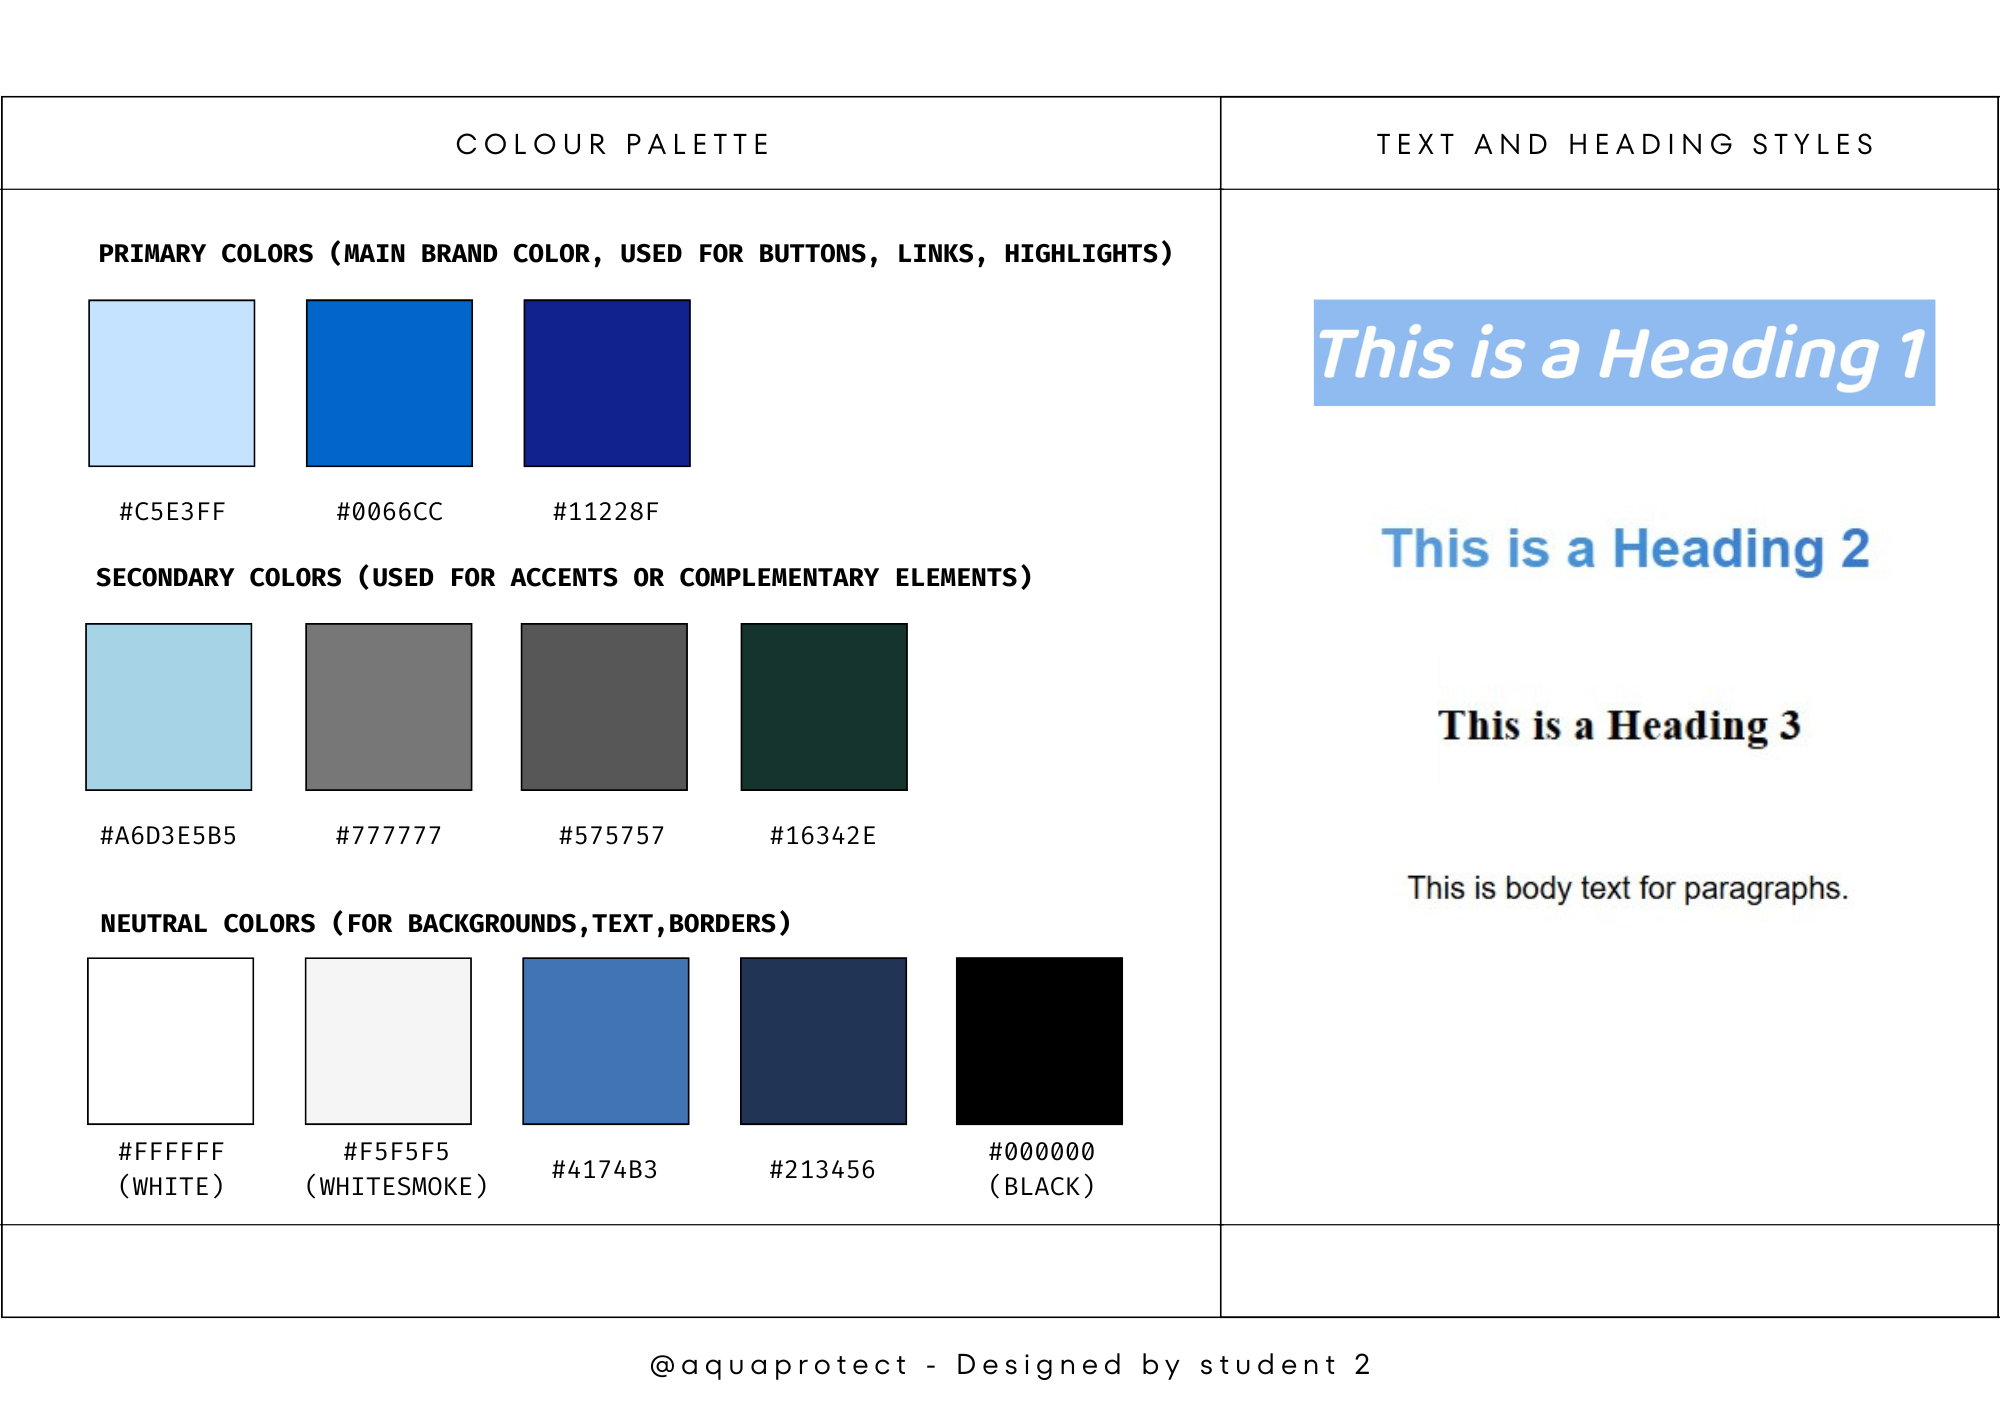 COLOUR PALETTE
TEXT AND HEADING STYLES
PRIMARY COLORS (MAIN BRAND COLOR, USED FOR BUTTONS, LINKS, HIGHLIGHTS)
#C5E3FF
#0066CC
#11228F
SECONDARY COLORS (USED FOR ACCENTS OR COMPLEMENTARY ELEMENTS)
#A6D3E5B5
#777777
#575757
#16342E
NEUTRAL COLORS (FOR BACKGROUNDS,TEXT,BORDERS)
#FFFFFF
(WHITE)
#F5F5F5
(WHITESMOKE)
#4174B3
#213456
#000000
(BLACK)
This is a Heading 1
This is a Heading 2
This is a Heading 3
This is body text for paragraphs.
@aquaprotect - Designed by student 2